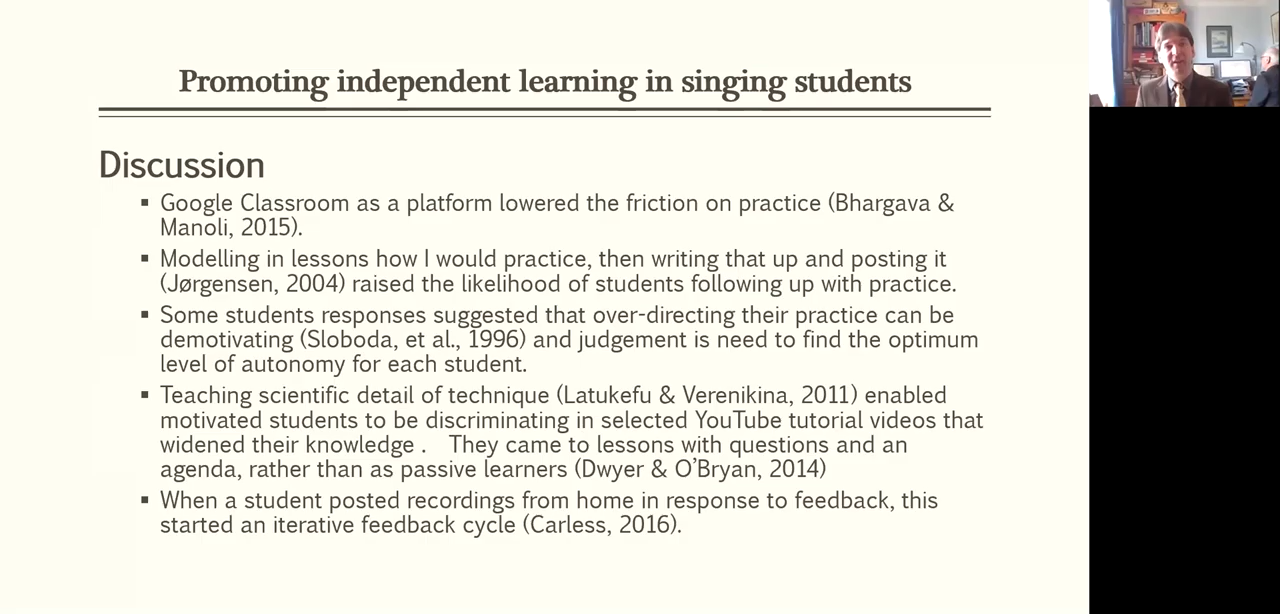 Promoting independent learning in singing students
Discussion
▪ Google Classroom as a platform lowered the friction on practice (Bhargava &
Manoli, 2015).
▪ Modelling in lessons how I would practice, then writing that up and posting it
(Jørgensen, 2004) raised the likelihood of students following up with practice.
▪ Some students responses suggested that over-directing their practice can be
demotivating (Sloboda, et al., 1996) and judgement is need to find the optimum
level of autonomy for each student.
▪ Teaching scientific detail of technique (Latukefu & Verenikina, 2011) enabled
motivated students to be discriminating in selected YouTube tutorial videos that
widened their knowledge .   They came to lessons with questions and an
agenda, rather than as passive learners (Dwyer & O’Bryan, 2014)
▪ When a student posted recordings from home in response to feedback, this
started an iterative feedback cycle (Carless, 2016).